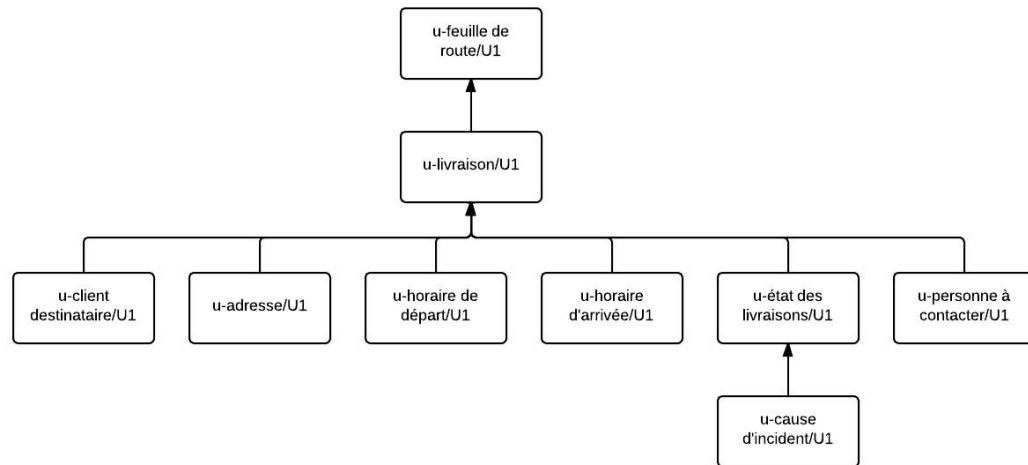 u-feuille de
route/U1
u-livraison/U1
u-client
destinataire/U1
u-adresse/U1
u-horaire de
départ/U1
u-horaire
d'arrivée/U1
u-état des
livraisons/U1
u-personne à
contacter/U1
u-cause
d'incident/U1